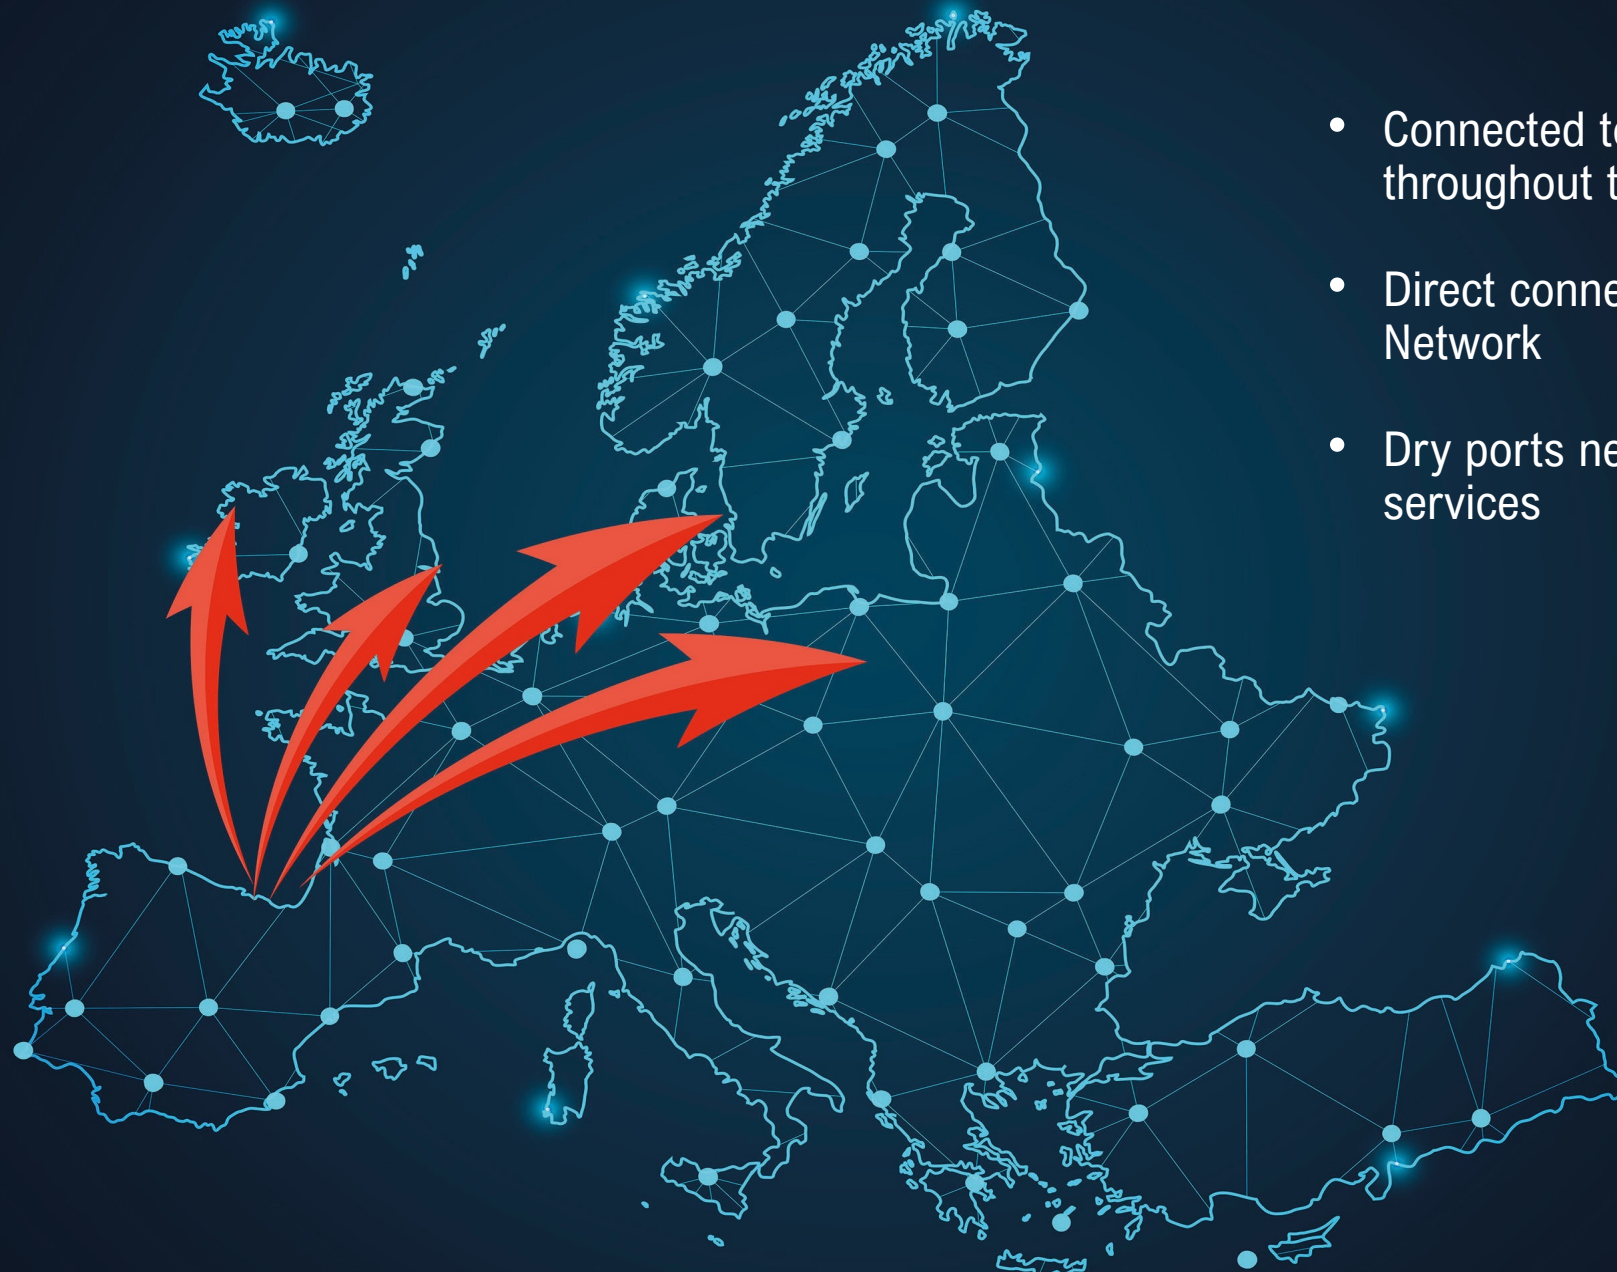 • Connected
throughout
• Direct
Network
• Dry ports
services